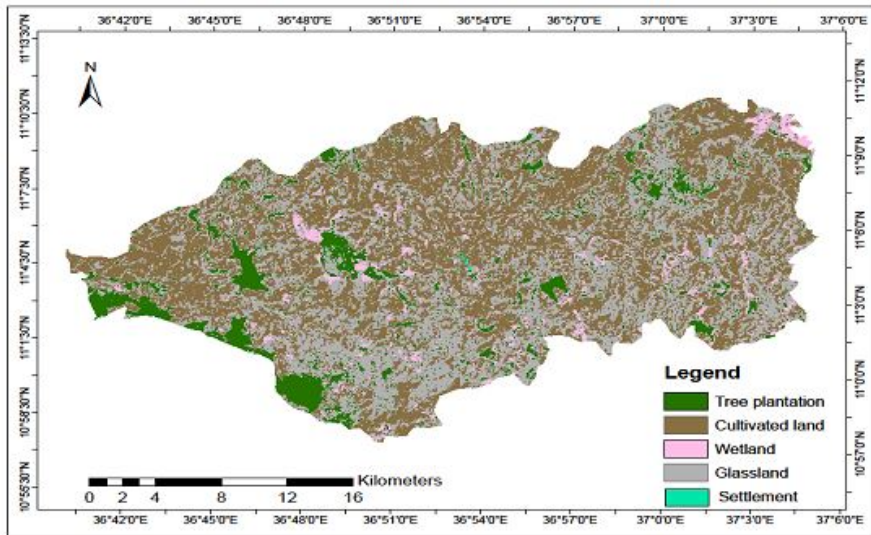 36°42'0"E 36°45'0"E 36°48'0"E 36°51'0"E 36°54'0"E 36°57'0"E 37°0'0"E 37°3'0"E 37°6'0"E
11°13'30"N
11°10'30"N
11°7'30"N
11°4'30"N
11°1'30"N
10°58'30"N
10°55'30"N
N
11°12'0"N
11°9'0"N
11°6'0"N
11°3'0"N
11°0'0"N
10°57'0"N
Legend
Tree plantation
Cultivated land
Wetland
Glassland
Settlement
Kilometers
0 2 4 8 12 16
36°42'0"E 36°45'0"E 36°48'0"E 36°51'0"E 36°54'0"E 36°57'0"E 37°0'0"E 37°3'0"E 37°6'0"E